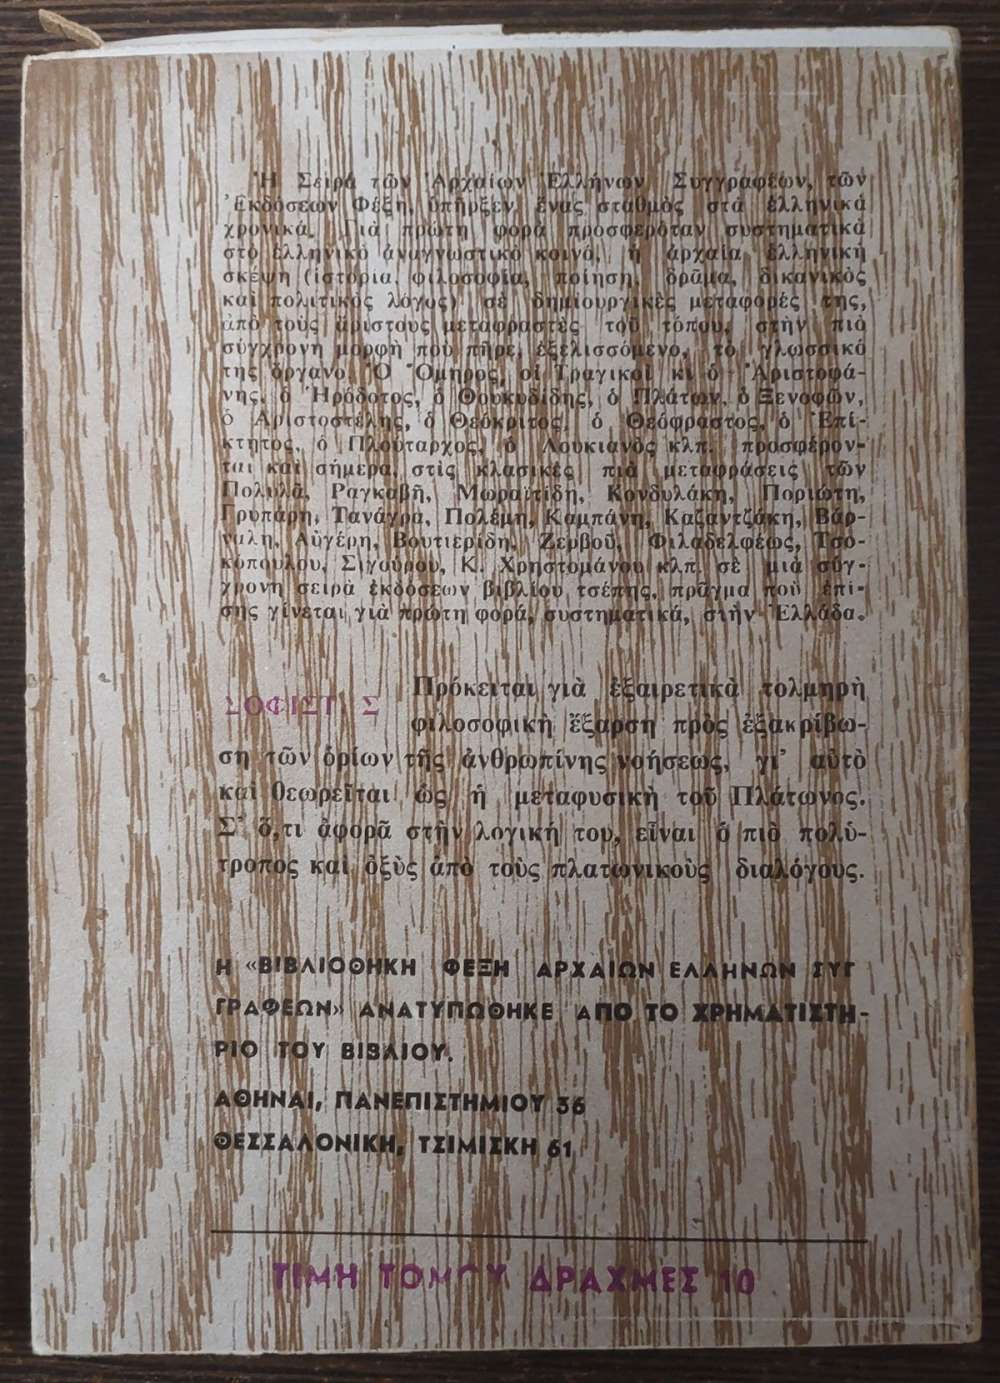 Ἡ Σειρὰ τῶν Ἀρχαίων Ἑλλήνων Συγγραφέων, τῶν
Ἐκδόσεων Φέξη, ὑπῆρξεν ἕνας σταθμὸς στὰ ἑλληνικὰ
χρονικά. Γιὰ πρώτη φορὰ προσφερόταν συστηματικὰ
στὸ ἑλληνικὸ ἀναγνωστικὸ κοινό, ἡ ἀρχαία ἑλληνικὴ
σκέψη (ἱστορία, φιλοσοφία, ποίηση, δρᾶμα, δικανικὸς
καὶ πολιτικὸς λόγος) σὲ δημιουργικὲς μεταφορές της,
ἀπὸ τοὺς ἄριστους μεταφραστὲς τοῦ τόπου, στὴν πιὸ
σύγχρονη μορφὴ ποὺ πῆρε, ἐξελισσόμενο, τὸ γλωσσικό
της ὄργανο. Ὁ Ὅμηρος, οἱ Τραγικοὶ κι ὁ Ἀριστοφά-
νης, ὁ Ἡρόδοτος, ὁ Θουκυδίδης, ὁ Πλάτων, ὁ Ξενοφῶν,
ὁ Ἀριστοτέλης, ὁ Θεόκριτος, ὁ Θεόφραστος, ὁ Ἐπί-
κτητος, ὁ Πλούταρχος, ὁ Λουκιανὸς κλπ. προσφέρον-
ται καὶ σήμερα, στὶς κλασικὲς πιὰ μεταφράσεις τῶν
Πολυλᾶ, Ραγκαβῆ, Μωραϊτίδη, Κονδυλάκη, Ποριώτη,
Γρυπάρη, Τανάγρα, Πολέμη, Καμπάνη, Καζαντζάκη, Βάρ-
ναλη, Αὐγέρη, Βουτιερίδη, Ζερβοῦ, Φιλαδελφέως, Τσο-
κόπουλου, Σιγούρου, Κ. Χρηστομάνου κλπ. σὲ μιὰ σύγ-
χρονη σειρὰ ἐκδόσεων βιβλίου τσέπης, πρᾶγμα ποὺ ἐπί-
σης γίνεται γιὰ πρώτη φορά, συστηματικά, στὴν Ἑλλάδα.
ΣΟΦΙΣΤΗΣ Πρόκειται γιὰ ἐξαιρετικὰ τολμηρὴ
φιλοσοφικὴ ἔξαρση πρὸς ἐξακρίβω-
ση τῶν ὁρίων τῆς ἀνθρωπίνης νοήσεως, γι' αὐτὸ
καὶ θεωρεῖται ὡς ἡ μεταφυσικὴ τοῦ Πλάτωνος.
Σ' ὅ,τι ἀφορᾶ στὴν λογική του, εἶναι ὁ πιὸ πολύ-
τροπος καὶ ὀξὺς ἀπὸ τοὺς πλατωνικοὺς διαλόγους.
Η «ΒΙΒΛΙΟΘΗΚΗ ΦΕΞΗ ΑΡΧΑΙΩΝ ΕΛΛΗΝΩΝ ΣΥΓ
ΓΡΑΦΕΩΝ» ΑΝΑΤΥΠΩΘΗΚΕ ΑΠΟ ΤΟ ΧΡΗΜΑΤΙΣΤΗ-
ΡΙΟ ΤΟΥ ΒΙΒΛΙΟΥ.
ΑΘΗΝΑΙ, ΠΑΝΕΠΙΣΤΗΜΙΟΥ 36
ΘΕΣΣΑΛΟΝΙΚΗ, ΤΣΙΜΙΣΚΗ 61
ΤΙΜΗ ΤΟΜΟΥ ΔΡΑΧΜΕΣ 10